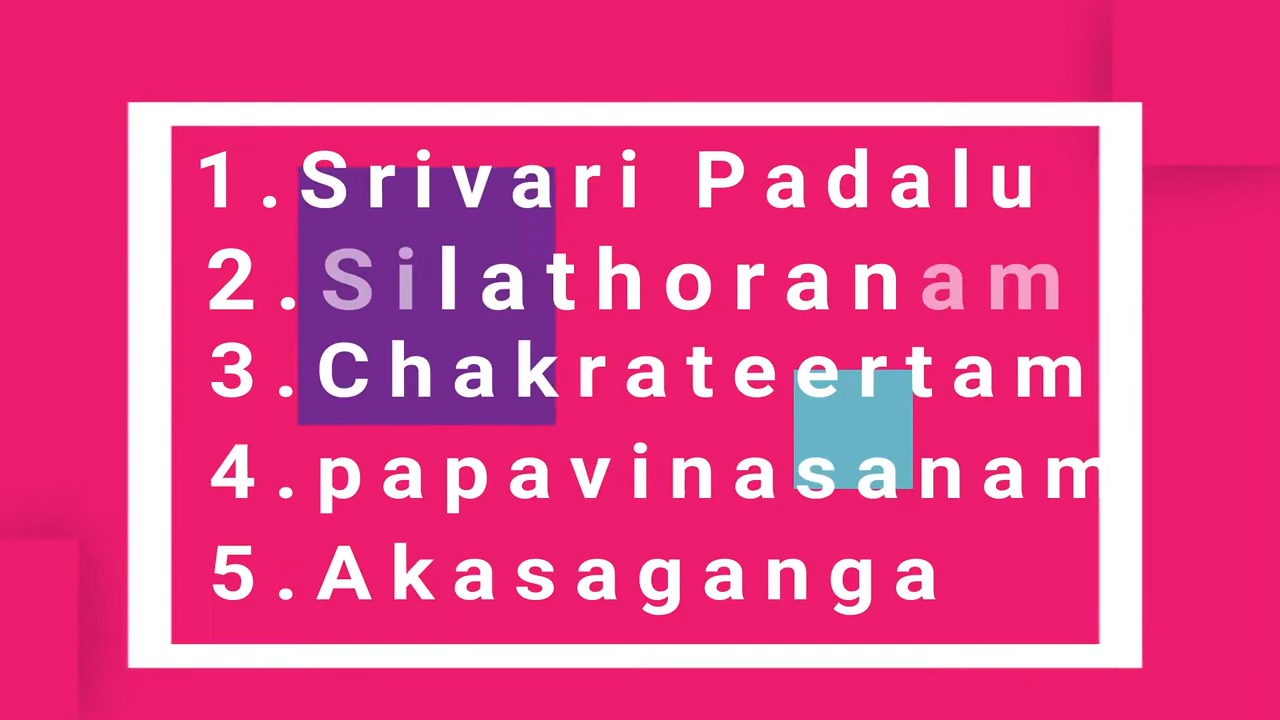 1.Srivari Padalu
2.Silathoranam
3.Chakrateertam
4.papavinasanam
5.Akasaganga